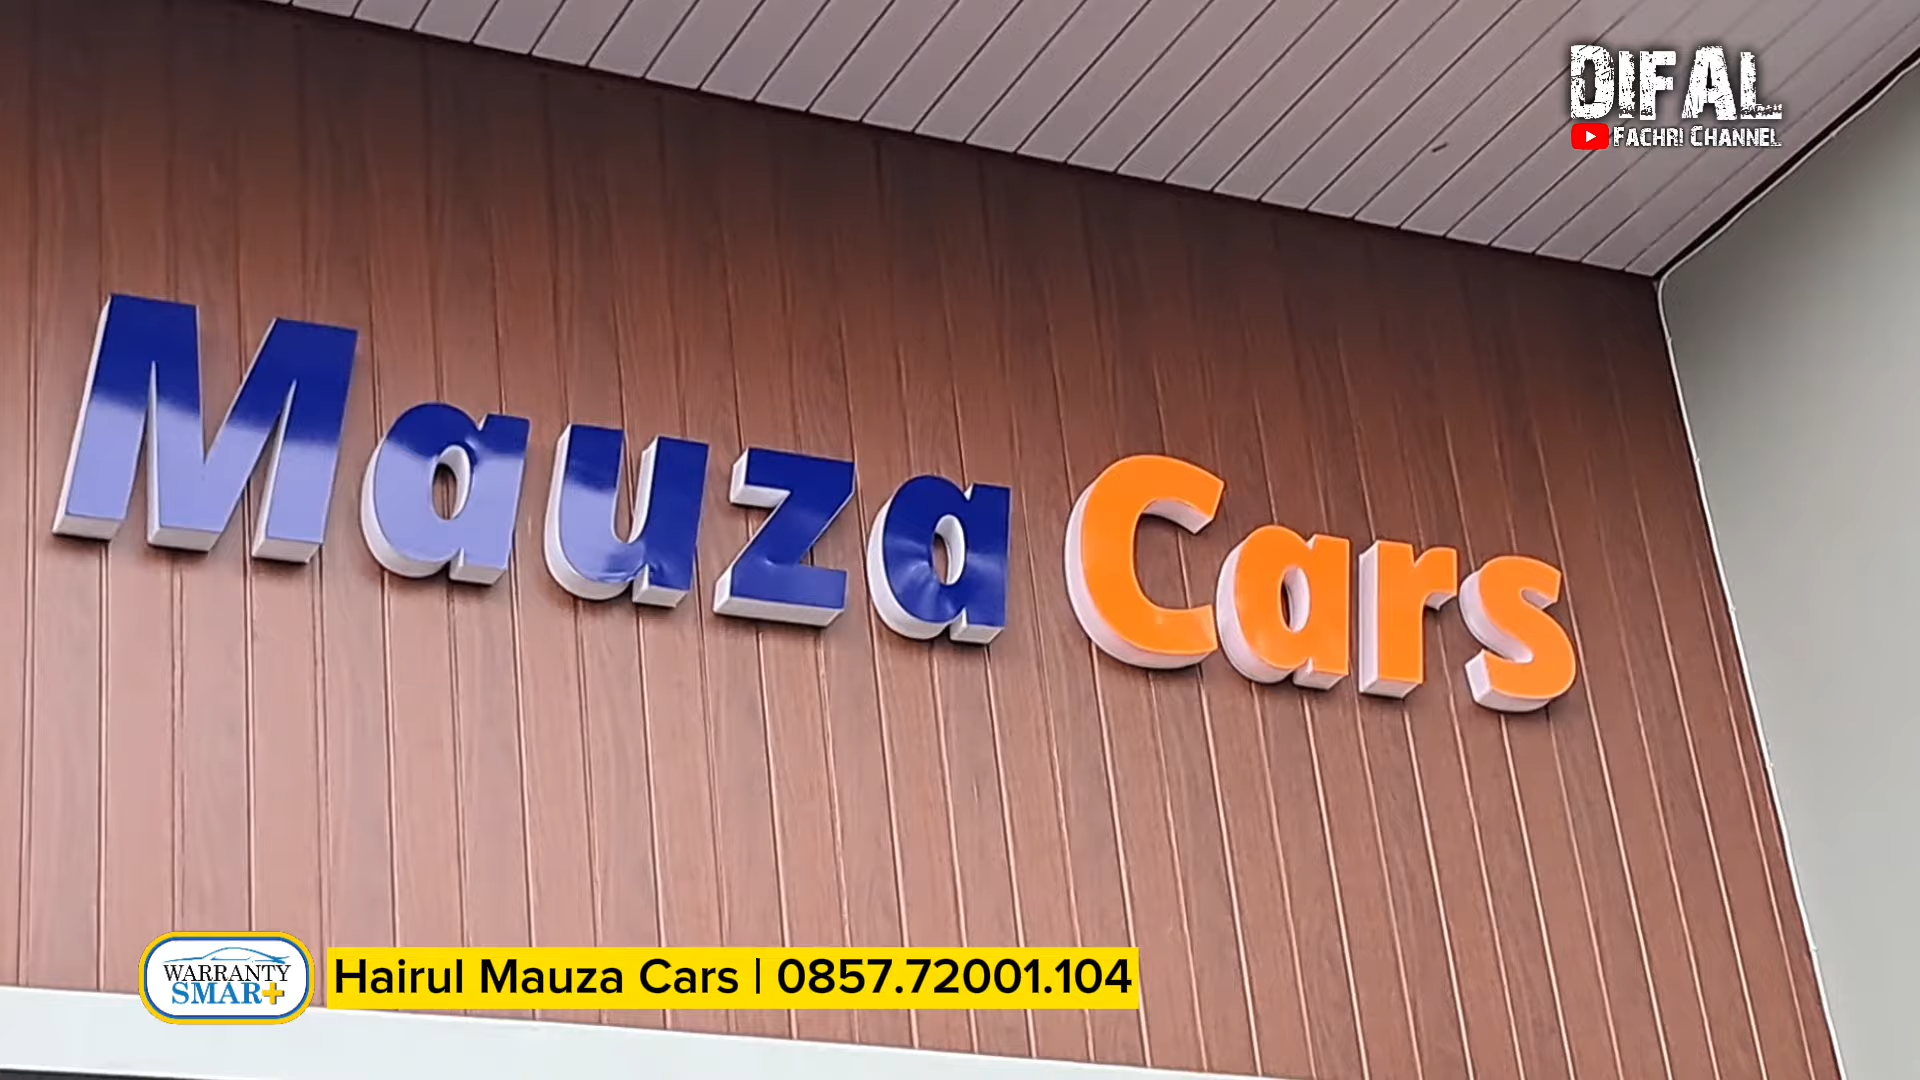 DIFAL
FACHRI CHANNEL
Mauza Cars
WARRANTY
SMAR+
Hairul Mauza Cars | 0857.72001.104